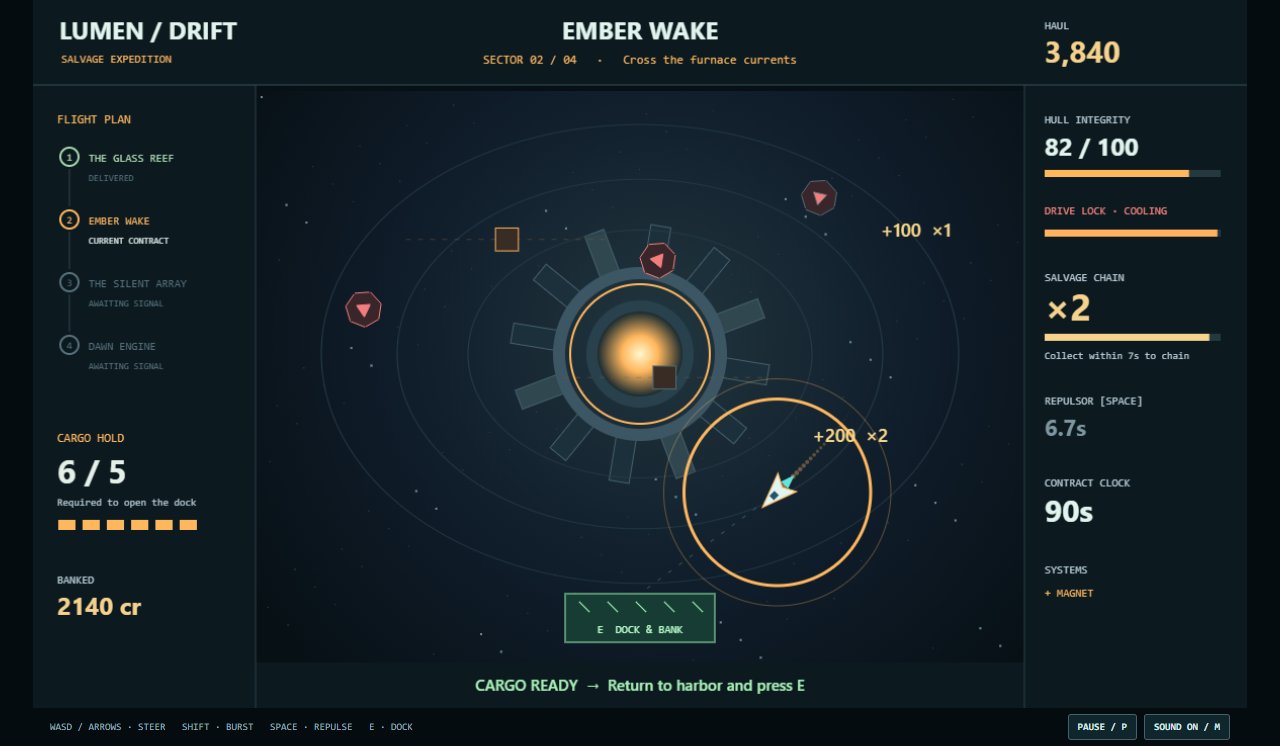 LUMEN / DRIFT
SALVAGE EXPEDITION
EMBER WAKE
SECTOR 02 / 04 · Cross the furnace currents
HAUL
3,840
FLIGHT PLAN
1 THE GLASS REEF
DELIVERED
2 EMBER WAKE
CURRENT CONTRACT
3 THE SILENT ARRAY
AWAITING SIGNAL
4 DAWN ENGINE
AWAITING SIGNAL
CARGO HOLD
6 / 5
Required to open the dock
BANKED
2140 cr
+100 ×1
+200 ×2
E DOCK & BANK
CARGO READY → Return to harbor and press E
HULL INTEGRITY
82 / 100
DRIVE LOCK · COOLING
SALVAGE CHAIN
×2
Collect within 7s to chain
REPULSOR [SPACE]
6.7s
CONTRACT CLOCK
90s
SYSTEMS
+ MAGNET
WASD / ARROWS · STEER SHIFT · BURST SPACE · REPULSE E · DOCK
PAUSE / P
SOUND ON / M